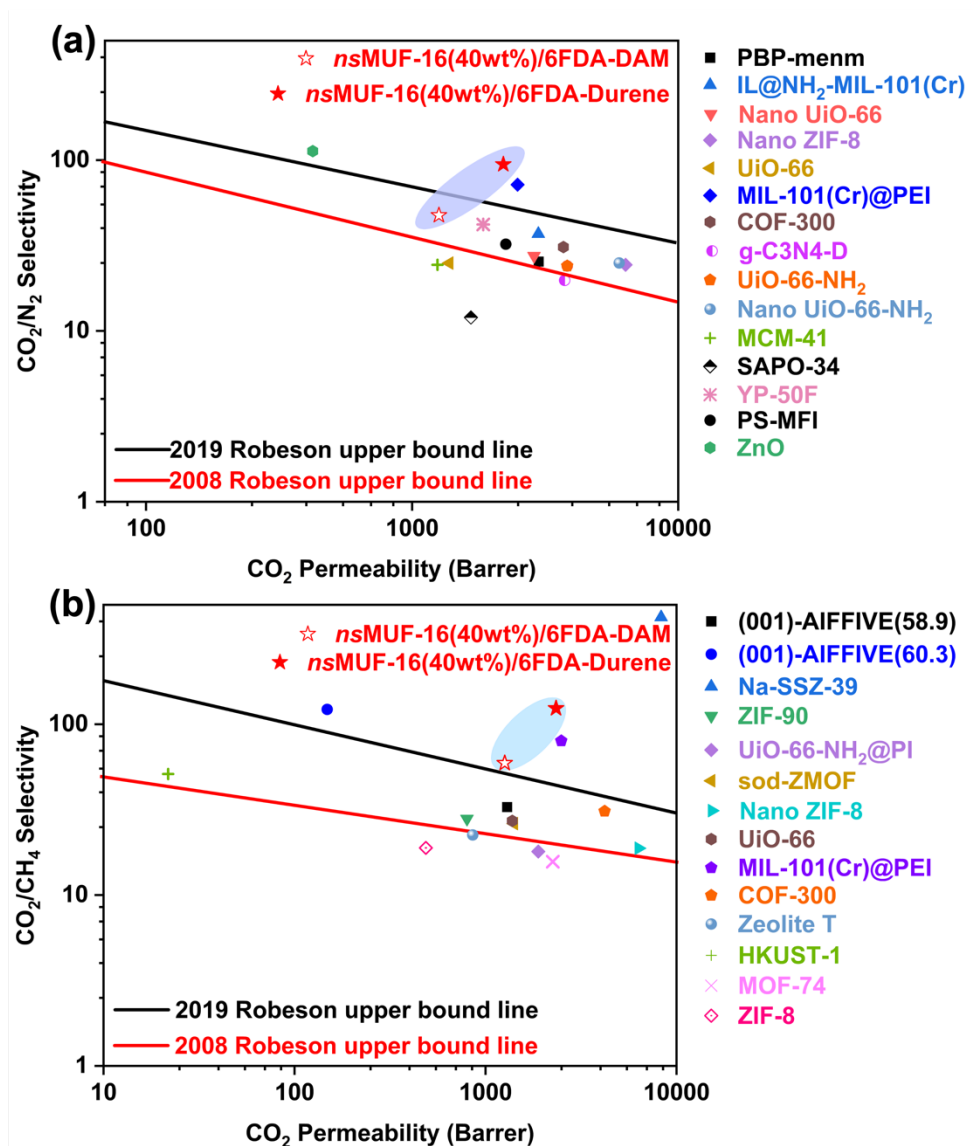 (a)
nsMUF-16(40wt%)/6FDA-DAM
nsMUF-16(40wt%)/6FDA-Durene
100
10
1
CO₂/N₂ Selectivity
2019 Robeson upper bound line
2008 Robeson upper bound line
100
1000
10000
CO₂ Permeability (Barrer)
PBP-menm
IL@NH₂-MIL-101(Cr)
Nano UiO-66
Nano ZIF-8
UiO-66
MIL-101(Cr)@PEI
COF-300
g-C3N4-D
UiO-66-NH₂
Nano UiO-66-NH₂
MCM-41
SAPO-34
YP-50F
PS-MFI
ZnO
(b)
nsMUF-16(40wt%)/6FDA-DAM
nsMUF-16(40wt%)/6FDA-Durene
100
10
1
CO₂/CH₄ Selectivity
2019 Robeson upper bound line
2008 Robeson upper bound line
10
100
1000
10000
CO₂ Permeability (Barrer)
(001)-AlFFIVE(58.9)
(001)-AlFFIVE(60.3)
Na-SSZ-39
ZIF-90
UiO-66-NH₂@PI
sod-ZMOF
Nano ZIF-8
UiO-66
MIL-101(Cr)@PEI
COF-300
Zeolite T
HKUST-1
MOF-74
ZIF-8